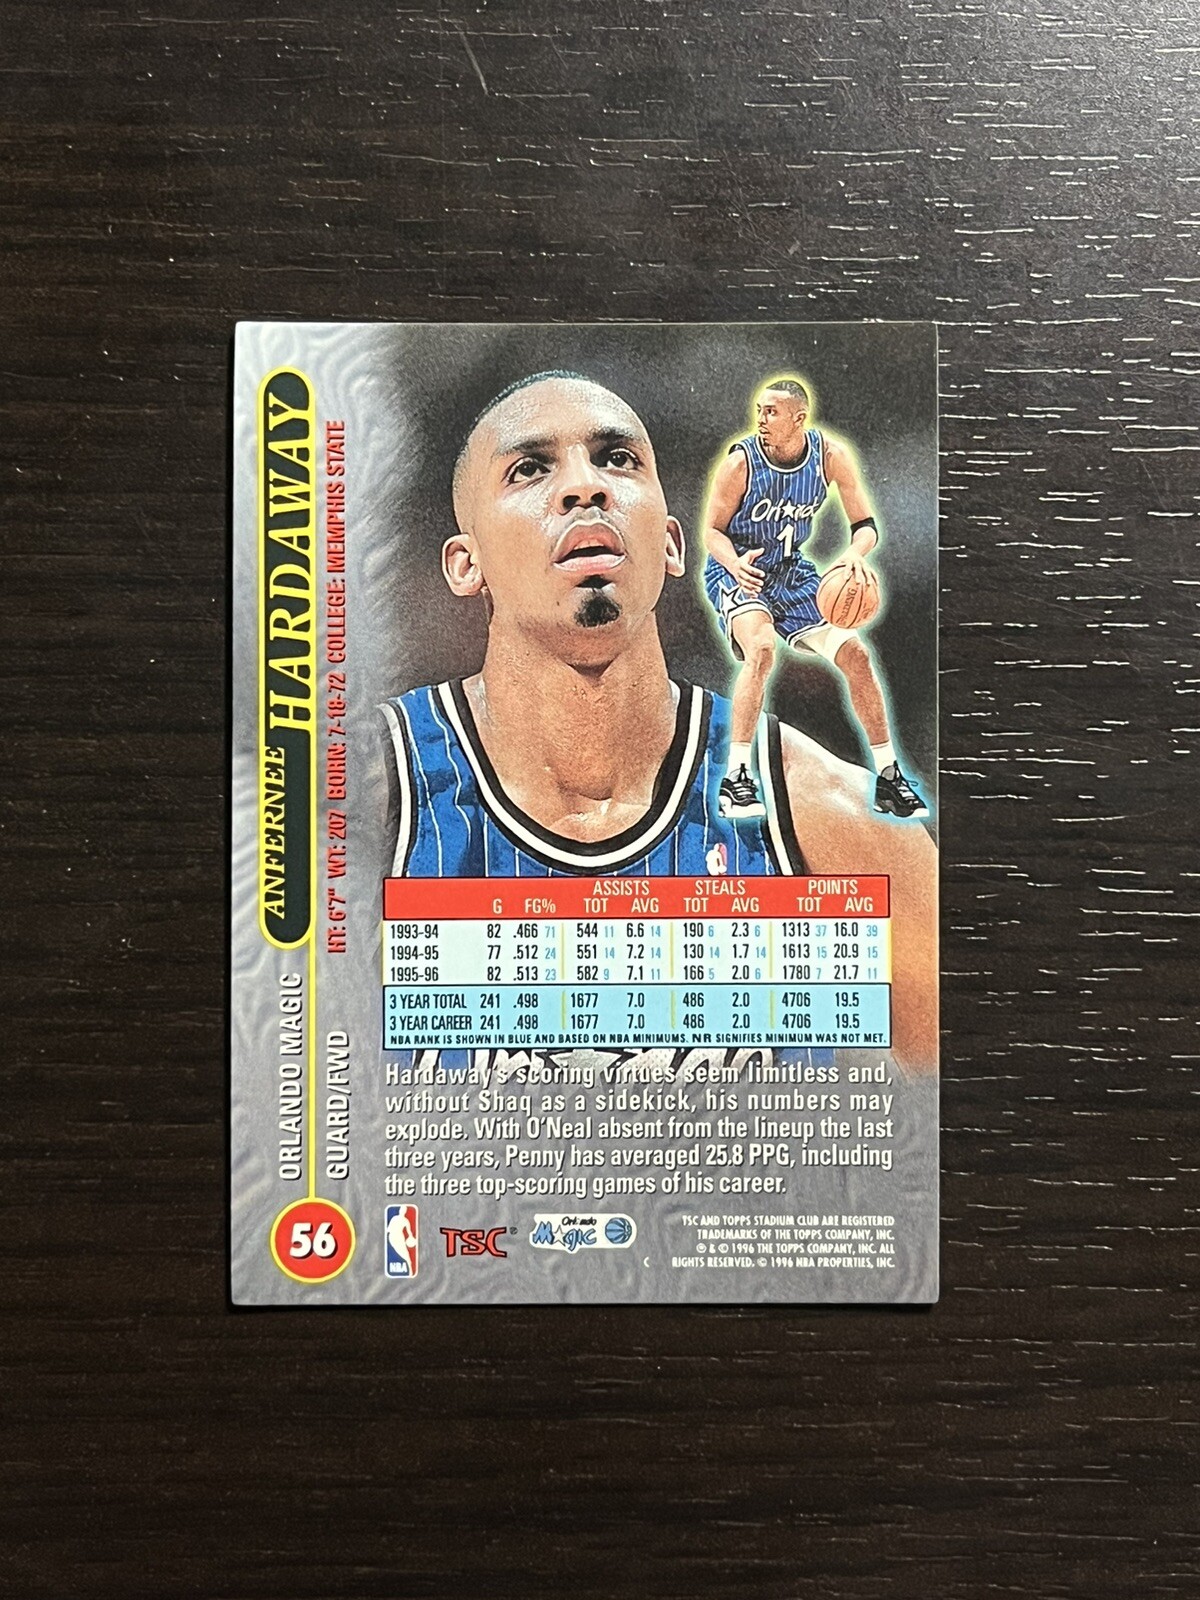 ANFERNEE HARDAWAY
ORLANDO MAGIC
HT: 6'7" WT: 207 BORN: 7-18-72 COLLEGE: MEMPHIS STATE
GUARD/FWD
56
Orlando
1
SPALDING
ASSISTS STEALS POINTS
G FG% TOT AVG TOT AVG TOT AVG
1993-94 82 .466 71 544 11 6.6 14 190 6 2.3 6 1313 37 16.0 39
1994-95 77 .512 24 551 14 7.2 14 130 14 1.7 14 1613 15 20.9 15
1995-96 82 .513 23 582 9 7.1 11 166 5 2.0 6 1780 7 21.7 11
3 YEAR TOTAL 241 .498 1677 7.0 486 2.0 4706 19.5
3 YEAR CAREER 241 .498 1677 7.0 486 2.0 4706 19.5
NBA RANK IS SHOWN IN BLUE AND BASED ON NBA MINIMUMS. NR SIGNIFIES MINIMUM WAS NOT MET.
Hardaway's scoring virtues seem limitless and,
without Shaq as a sidekick, his numbers may
explode. With O'Neal absent from the lineup the last
three years, Penny has averaged 25.8 PPG, including
the three top-scoring games of his career.
NBA
TSC®
Orlando
Magic
TSC AND TOPPS STADIUM CLUB ARE REGISTERED
TRADEMARKS OF THE TOPPS COMPANY, INC.
℗ & © 1996 THE TOPPS COMPANY, INC. ALL
C RIGHTS RESERVED. © 1996 NBA PROPERTIES, INC.